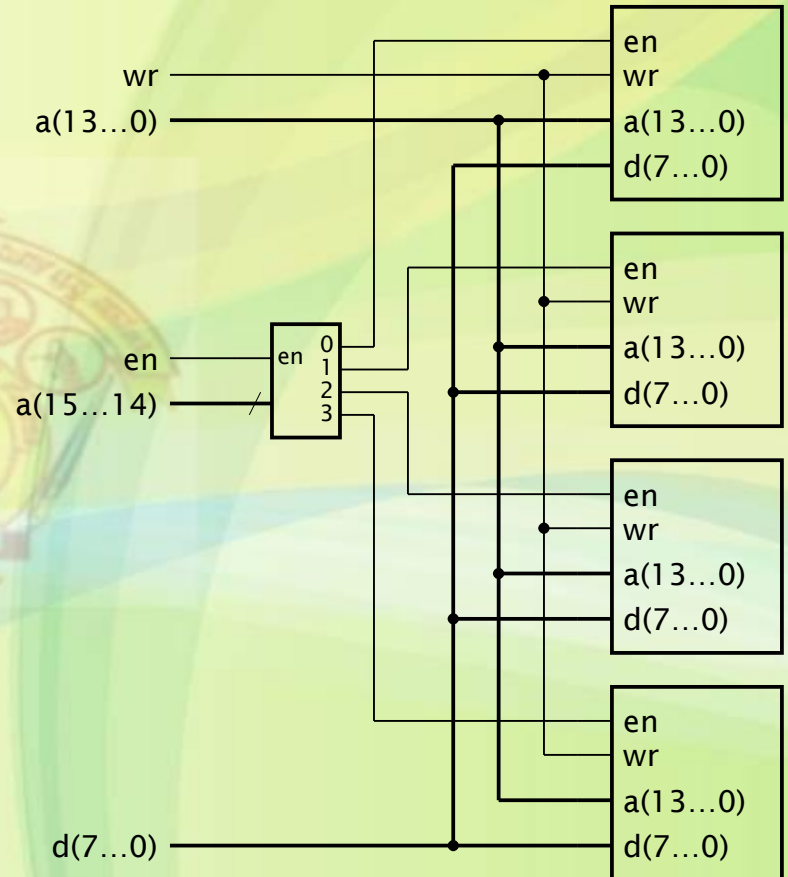 en
wr
wr
a(13...0)
a(13...0)
d(7...0)
en
wr
a(13...0)
d(7...0)
en
a(15...14)
en
0
1
2
3
en
wr
a(13...0)
d(7...0)
en
wr
a(13...0)
d(7...0)
d(7...0)